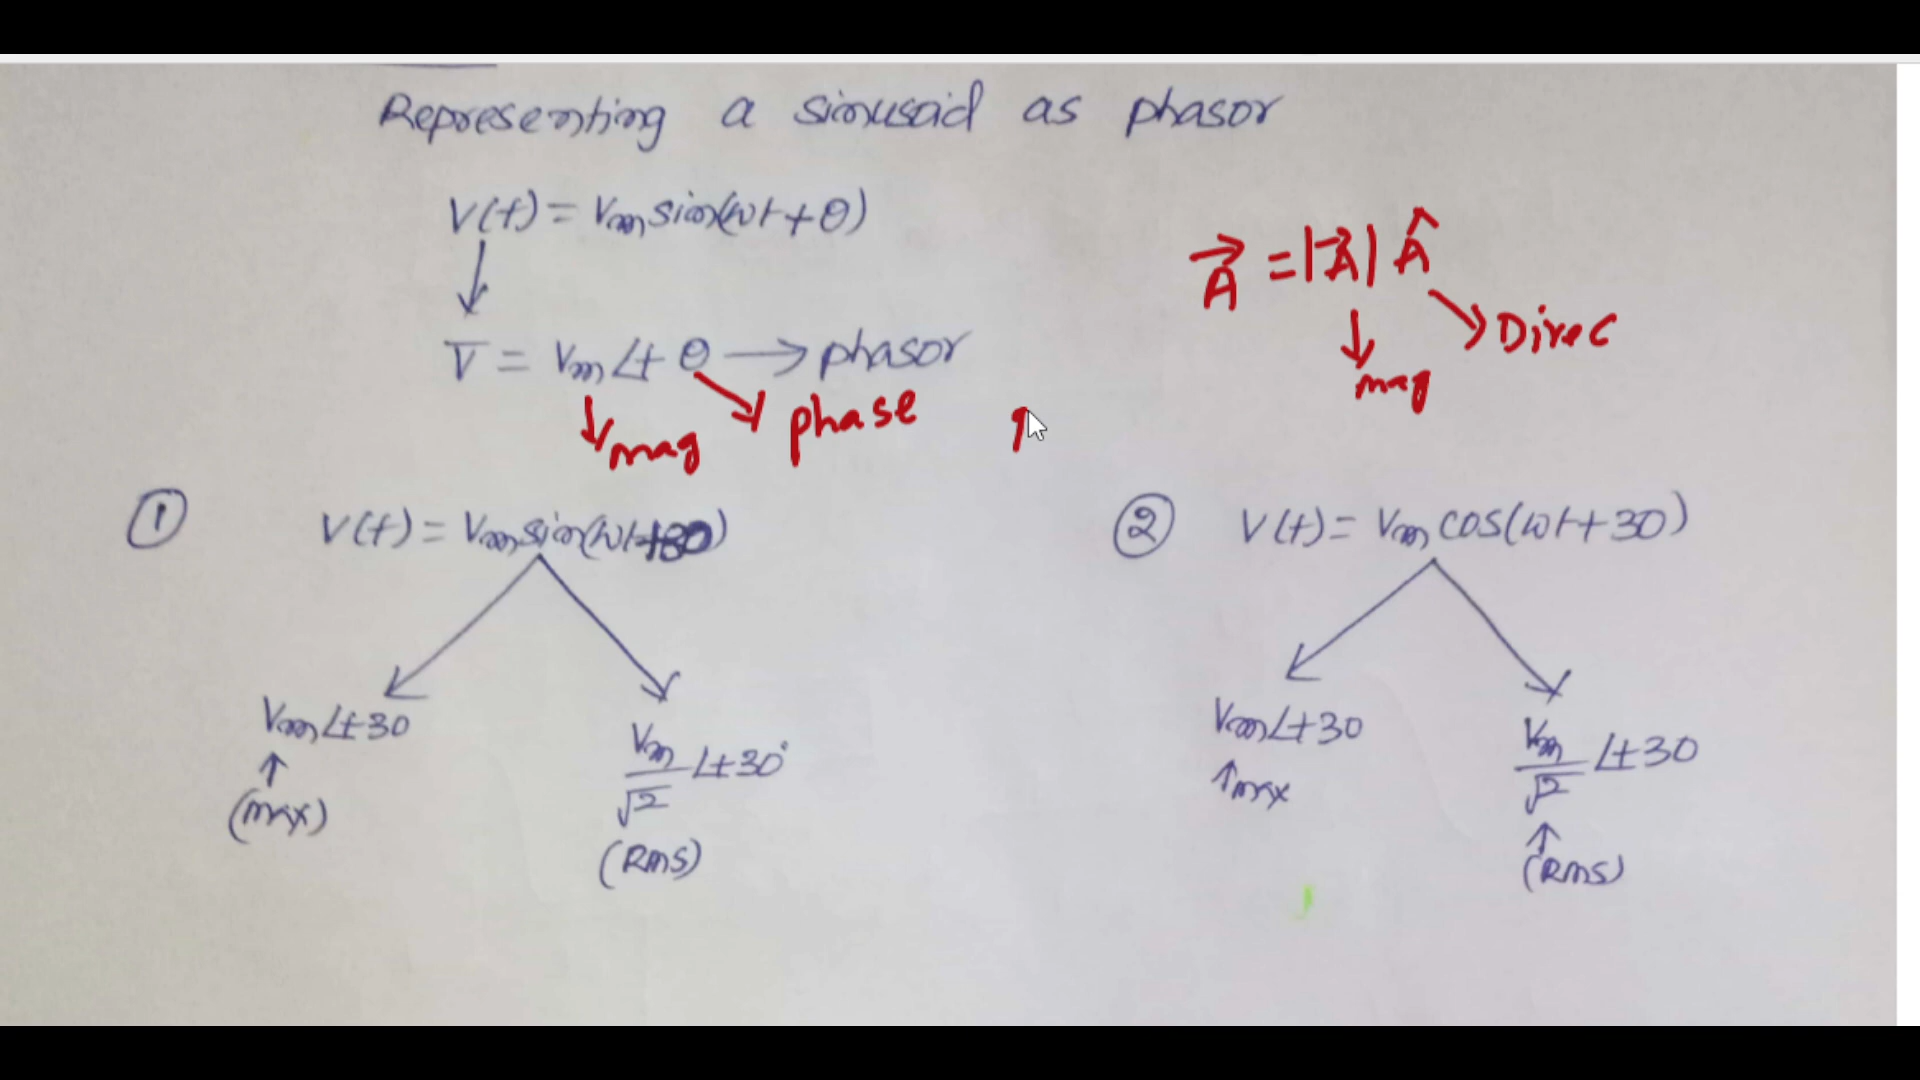 Representing a sinusoid as phasor
V(t) = Vm sin(ωt + θ)
V̅ = Vm ∠+ θ → phasor
mag
phase
A⃗ = |A⃗| Â
mag
Direc
① V(t) = Vm sin(ωt+30)
Vm ∠+30
(max)
Vm/√2 ∠+30°
(RMS)
② V(t) = Vm cos(ωt + 30)
Vm ∠+30
max
Vm/√2 ∠+30
(RMS)